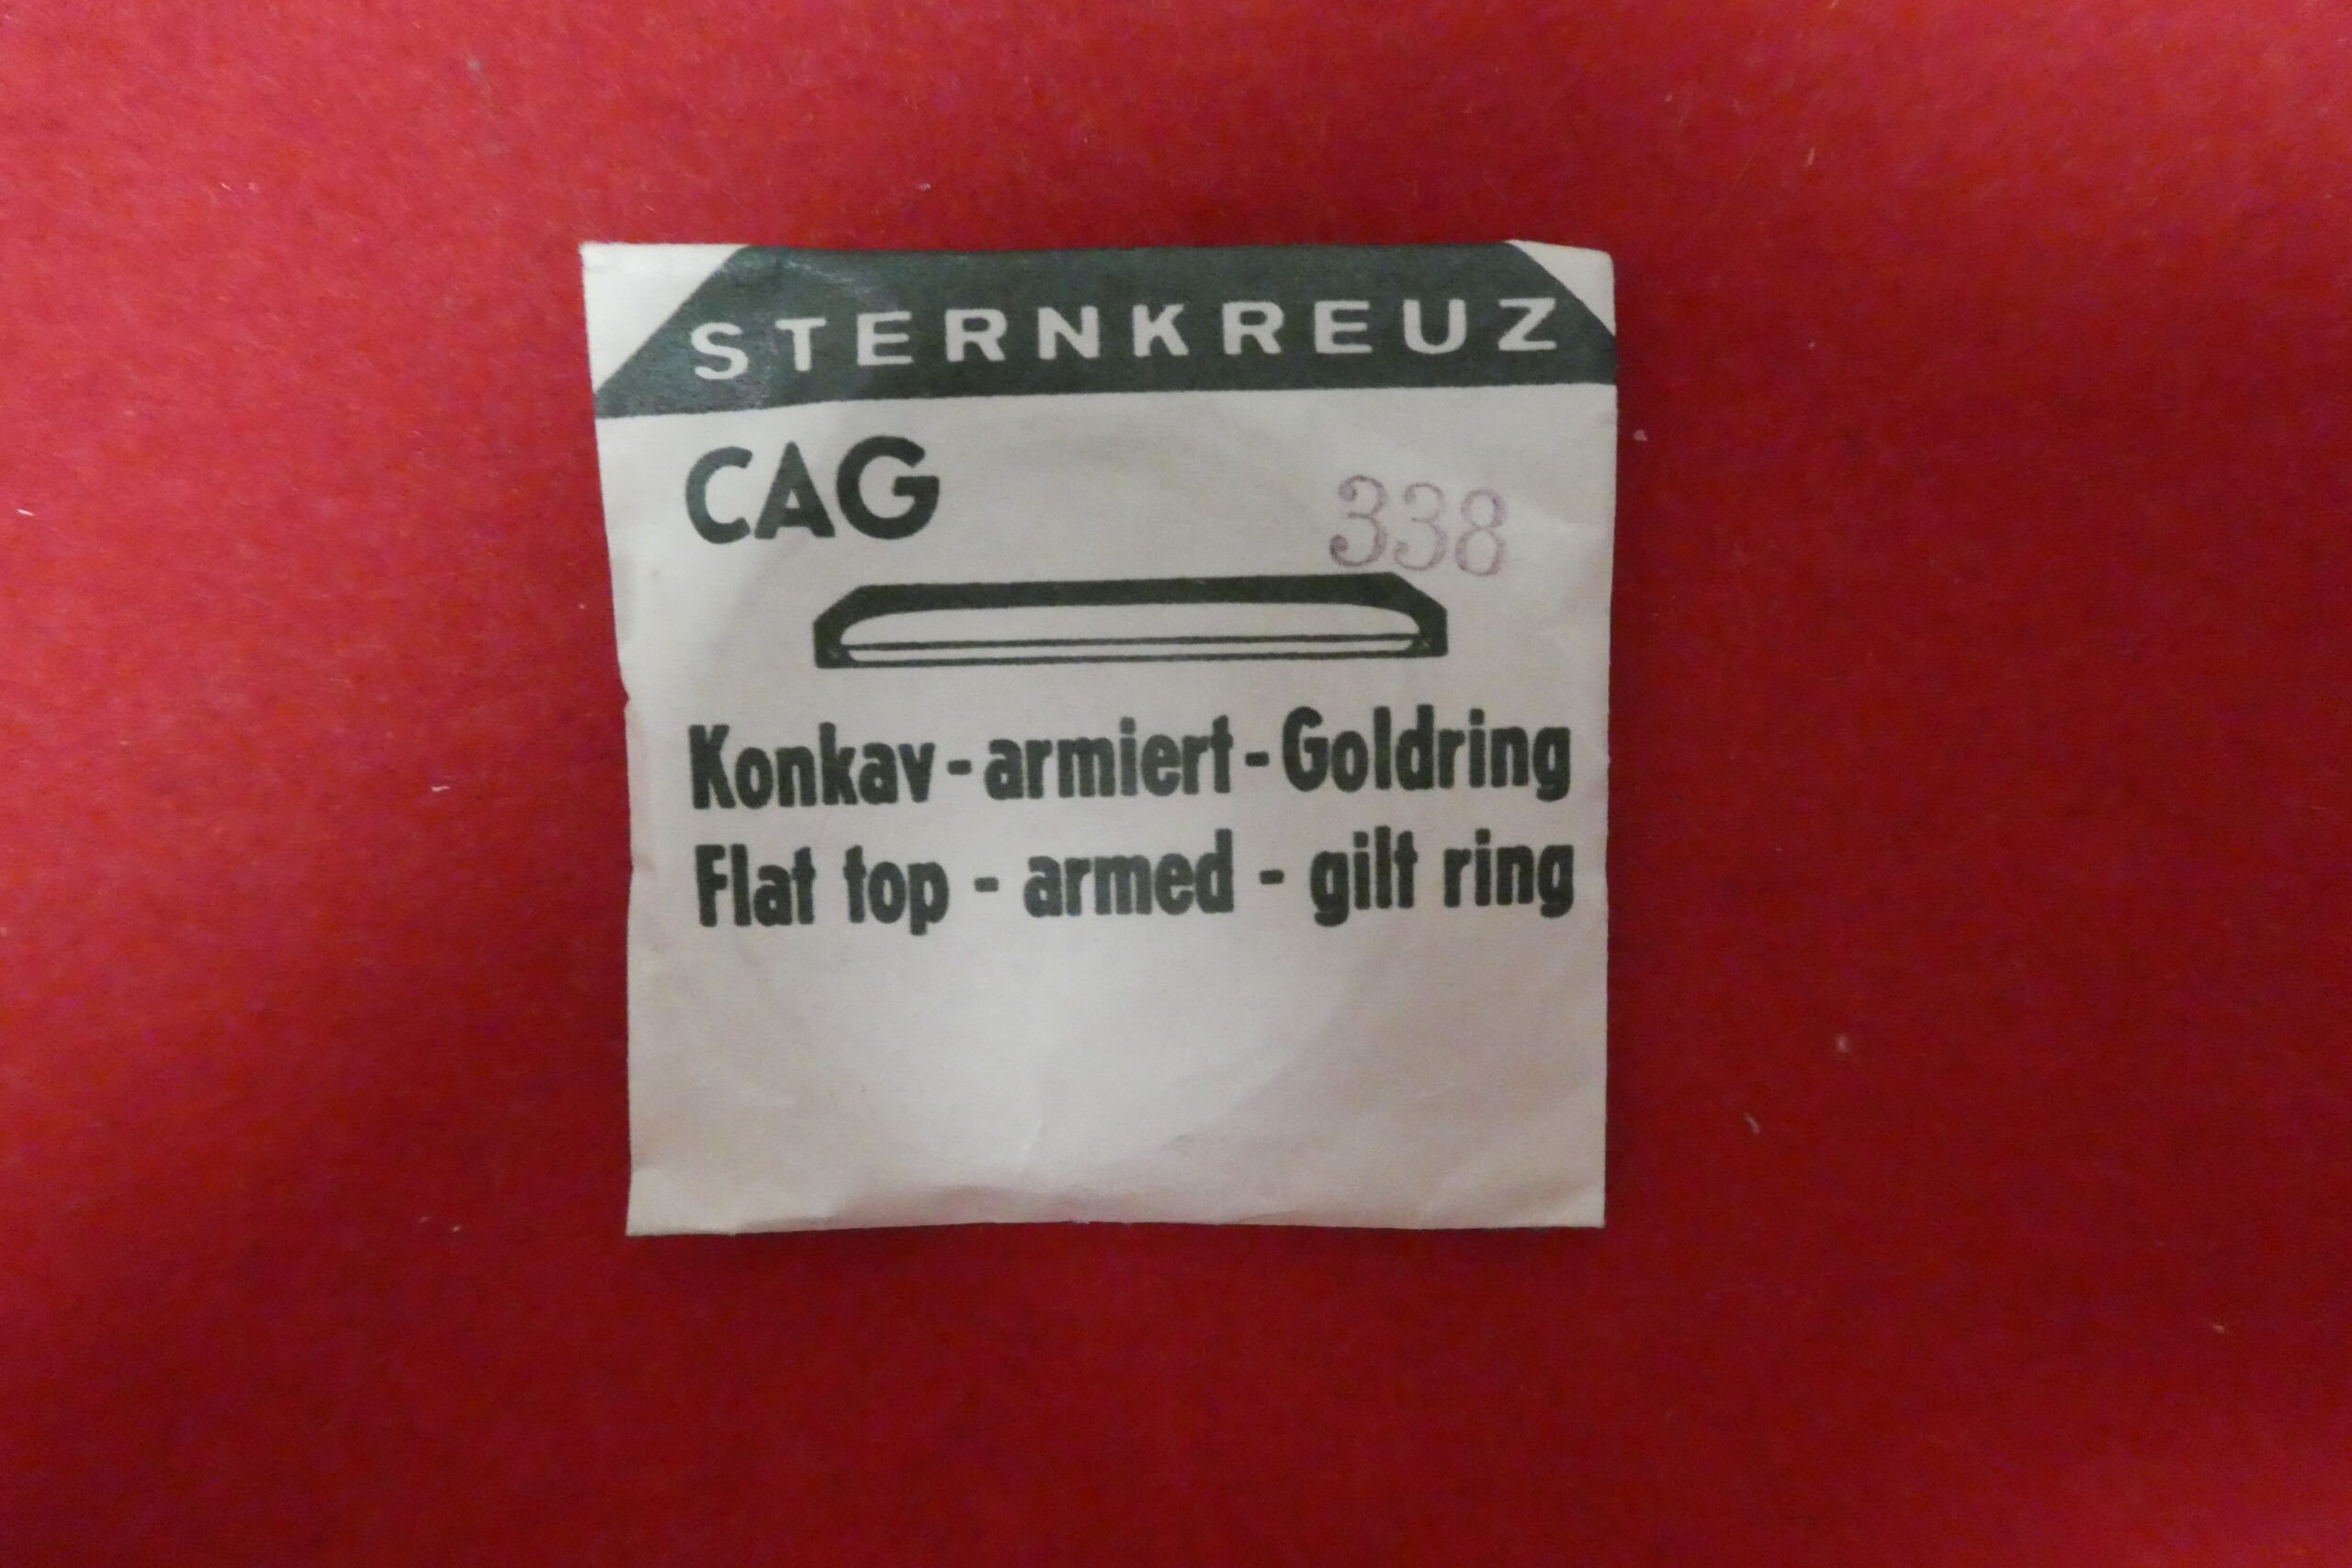 STERNKREUZ
CAG
338
Konkav - armiert - Goldring
Flat top - armed - gilt ring